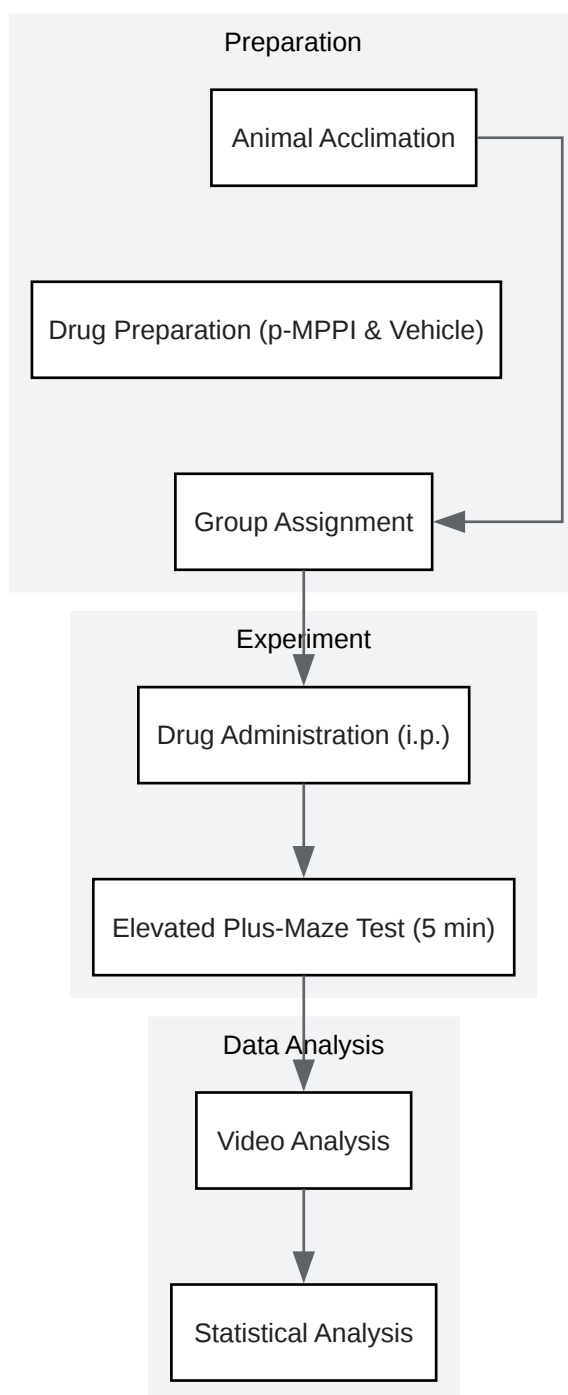 Preparation
Animal Acclimation
Drug Preparation (p-MPPI & Vehicle)
Group Assignment
Experiment
Drug Administration (i.p.)
Elevated Plus-Maze Test (5 min)
Data Analysis
Video Analysis
Statistical Analysis